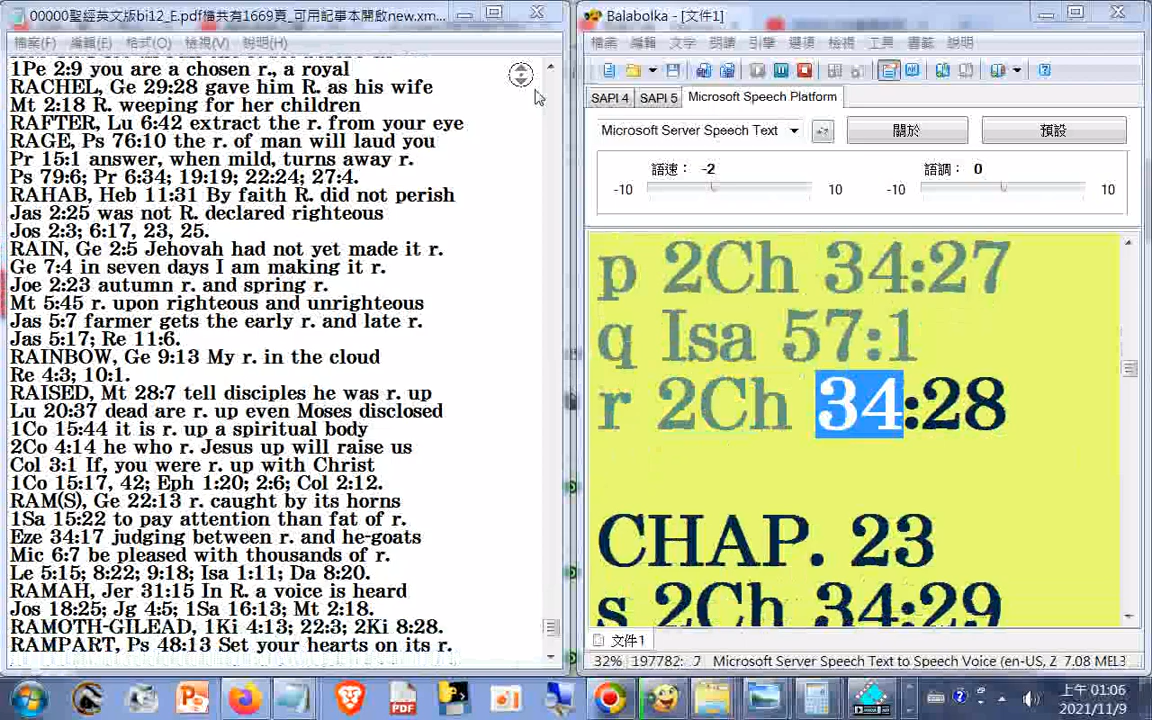 00000聖經英文版bi12_E.pdf檔共有1669頁_可用記事本開啟new.xm...
檔案(F) 編輯(E) 格式(O) 檢視(V) 說明(H)
1Pe 2:9 you are a chosen r., a royal
RACHEL, Ge 29:28 gave him R. as his wife
Mt 2:18 R. weeping for her children
RAFTER, Lu 6:42 extract the r. from your eye
RAGE, Ps 76:10 the r. of man will laud you
Pr 15:1 answer, when mild, turns away r.
Ps 79:6; Pr 6:34; 19:19; 22:24; 27:4.
RAHAB, Heb 11:31 By faith R. did not perish
Jas 2:25 was not R. declared righteous
Jos 2:3; 6:17, 23, 25.
RAIN, Ge 2:5 Jehovah had not yet made it r.
Ge 7:4 in seven days I am making it r.
Joe 2:23 autumn r. and spring r.
Mt 5:45 r. upon righteous and unrighteous
Jas 5:7 farmer gets the early r. and late r.
Jas 5:17; Re 11:6.
RAINBOW, Ge 9:13 My r. in the cloud
Re 4:3; 10:1.
RAISED, Mt 28:7 tell disciples he was r. up
Lu 20:37 dead are r. up even Moses disclosed
1Co 15:44 it is r. up a spiritual body
2Co 4:14 he who r. Jesus up will raise us
Col 3:1 If, you were r. up with Christ
1Co 15:17, 42; Eph 1:20; 2:6; Col 2:12.
RAM(S), Ge 22:13 r. caught by its horns
1Sa 15:22 to pay attention than fat of r.
Eze 34:17 judging between r. and he-goats
Mic 6:7 be pleased with thousands of r.
Le 5:15; 8:22; 9:18; Isa 1:11; Da 8:20.
RAMAH, Jer 31:15 In R. a voice is heard
Jos 18:25; Jg 4:5; 1Sa 16:13; Mt 2:18.
RAMOTH-GILEAD, 1Ki 4:13; 22:3; 2Ki 8:28.
RAMPART, Ps 48:13 Set your hearts on its r.
Balabolka - [文件1]
檔案 編輯 文字 朗讀 引擎 選項 檢視 工具 書籤 說明
SAPI 4 SAPI 5 Microsoft Speech Platform
Microsoft Server Speech Text 關於 預設
語速： -2 語調： 0
-10 10 -10 10
p 2Ch 34:27
q Isa 57:1
r 2Ch 34:28
CHAP. 23
s 2Ch 34:29
文件1
32% 197782: Microsoft Server Speech Text to Speech Voice (en-US, Z 7.08 MEL3
PDF
上午 01:06
2021/11/9